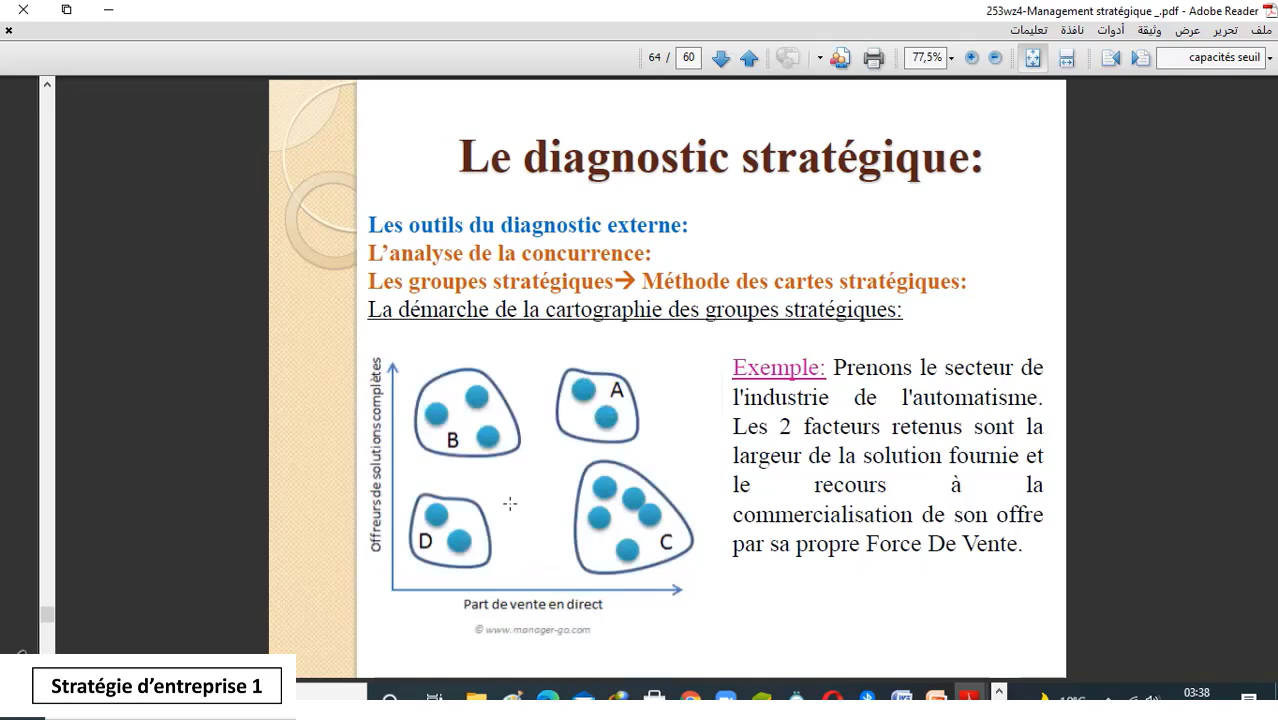 253wz4-Management stratégique _.pdf - Adobe Reader
ملف تحرير عرض وثيقة أدوات نافذة تعليمات
64 / 60 77,5% capacités seuil
Le diagnostic stratégique:
Les outils du diagnostic externe:
L’analyse de la concurrence:
Les groupes stratégiques→ Méthode des cartes stratégiques:
La démarche de la cartographie des groupes stratégiques:
Offreurs de solutions complètes
A
B
C
D
Part de vente en direct
© www.manager-go.com
Exemple: Prenons le secteur de
l'industrie de l'automatisme.
Les 2 facteurs retenus sont la
largeur de la solution fournie et
le recours à la
commercialisation de son offre
par sa propre Force De Vente.
Stratégie d’entreprise 1
03:38